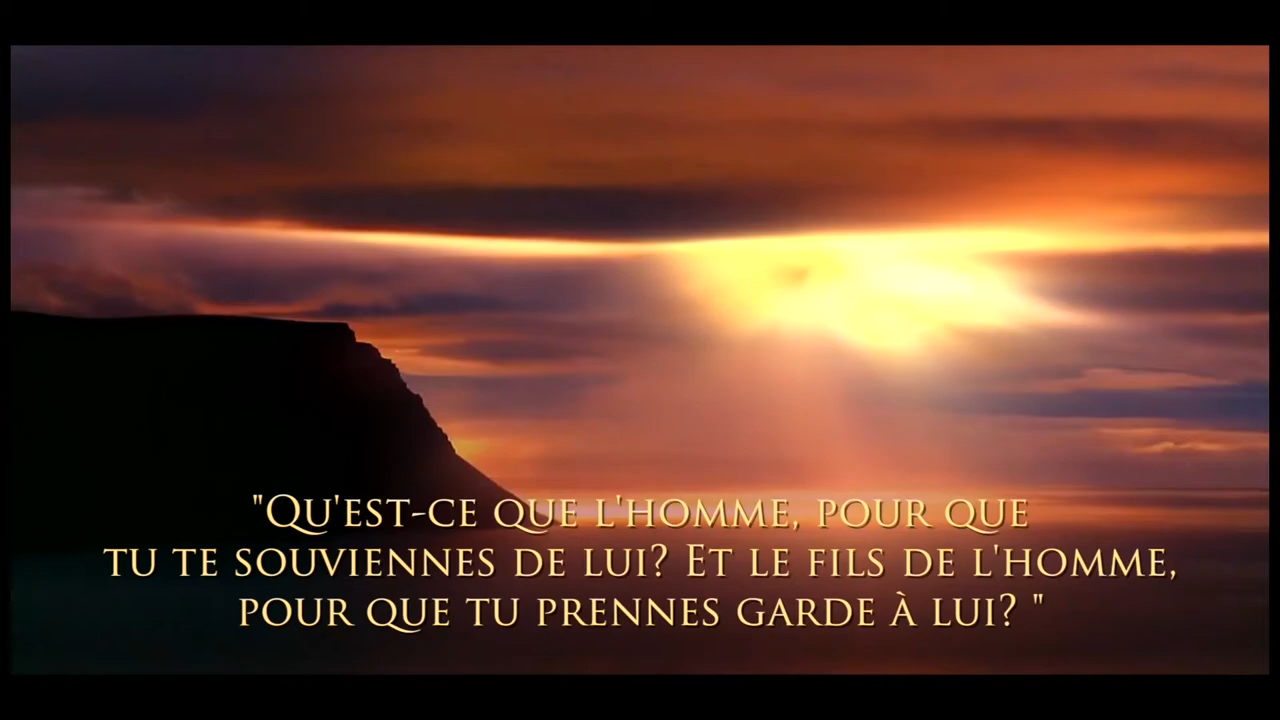 "Qu'est-ce que l'homme, pour que
tu te souviennes de lui? Et le fils de l'homme,
pour que tu prennes garde à lui? "